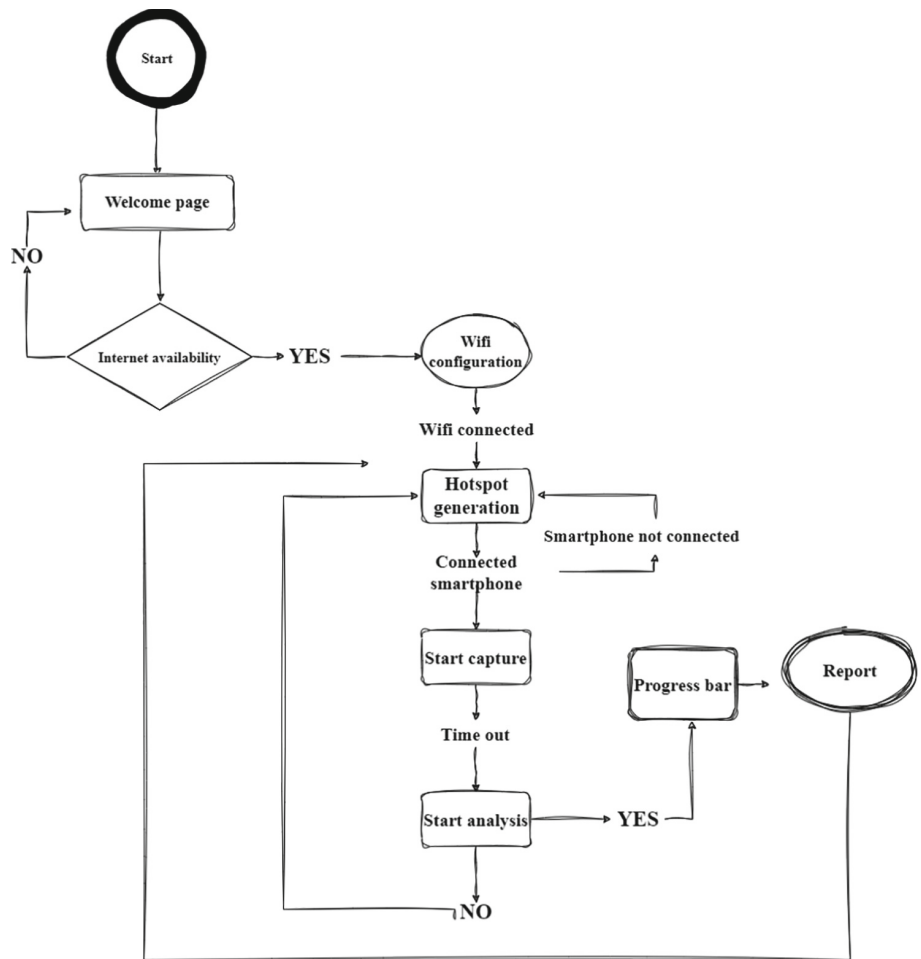 Start
Welcome page
NO
Internet availability
YES
Wifi
configuration
Wifi connected
Hotspot
generation
Smartphone not connected
Connected
smartphone
Start capture
Progress bar
Report
Time out
Start analysis
YES
NO